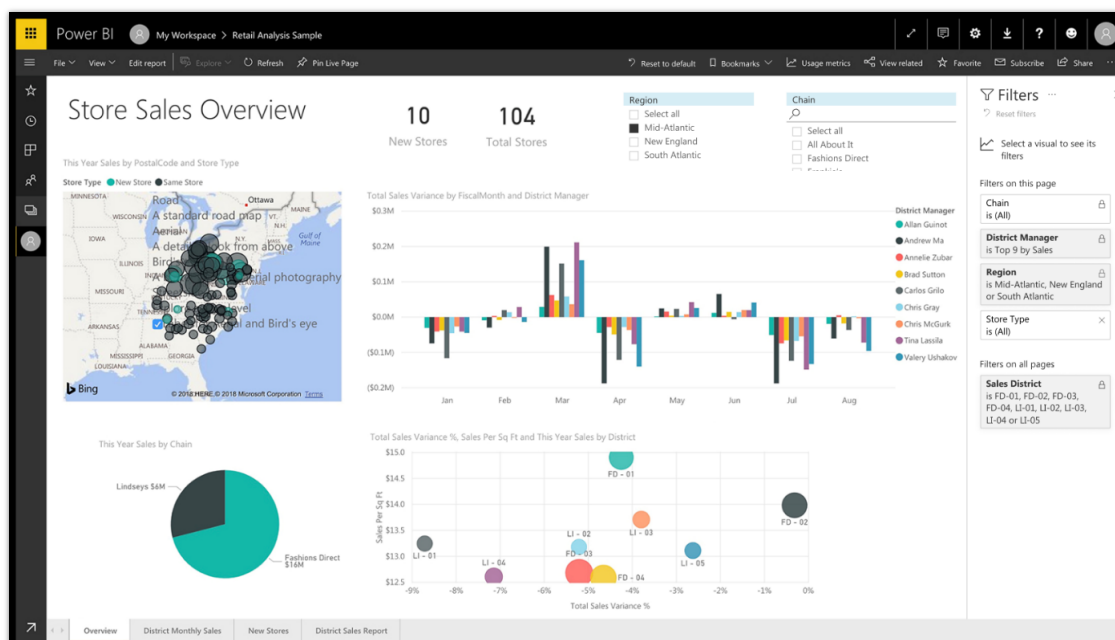 Power BI
My Workspace > Retail Analysis Sample
File
View
Edit report
Explore
Refresh
Pin Live Page
Reset to default
Bookmarks
Usage metrics
View related
Favorite
Subscribe
Share
Store Sales Overview
10
New Stores
104
Total Stores
Region
Select all
Mid-Atlantic
New England
South Atlantic
Chain
Select all
All About It
Fashions Direct
This Year Sales by PostalCode and Store Type
Store Type
New Store
Same Store
MINNESOTA
Road
Ottawa
WISCONSIN
A standard road map
MAINE
Aerial
N.H.
IOWA
A detailed look from above
Gulf of
Maine
ILLINOIS
Bird's
MISSOURI
ARKANSAS
ALABAMA
MISSISSIPPI
GEORGIA
LOUISIANA
Bing
© 2018 HERE, © 2018 Microsoft Corporation Terms
Total Sales Variance by FiscalMonth and District Manager
$0.3M
$0.2M
$0.1M
$0.0M
($0.1M)
($0.2M)
Jan
Feb
Mar
Apr
May
Jun
Jul
Aug
District Manager
Allan Guinot
Andrew Ma
Annelie Zubar
Brad Sutton
Carlos Grilo
Chris Gray
Chris McGurk
Tina Lassila
Valery Ushakov
This Year Sales by Chain
Lindseys $6M
Fashions Direct
$16M
Total Sales Variance %, Sales Per Sq Ft and This Year Sales by District
Sales Per Sq Ft
$15.0
$14.5
$14.0
$13.5
$13.0
$12.5
FD - 01
FD - 02
LI - 03
LI - 02
LI - 01
FD - 03
LI - 05
LI - 04
FD - 04
-9%
-8%
-7%
-6%
-5%
-4%
-3%
-2%
-1%
0%
Total Sales Variance %
Filters
Reset filters
Select a visual to see its
filters
Filters on this page
Chain
is (All)
District Manager
is Top 9 by Sales
Region
is Mid-Atlantic, New England
or South Atlantic
Store Type
is (All)
Filters on all pages
Sales District
is FD-01, FD-02, FD-03,
FD-04, LI-01, LI-02, LI-03,
LI-04 or LI-05
Overview
District Monthly Sales
New Stores
District Sales Report